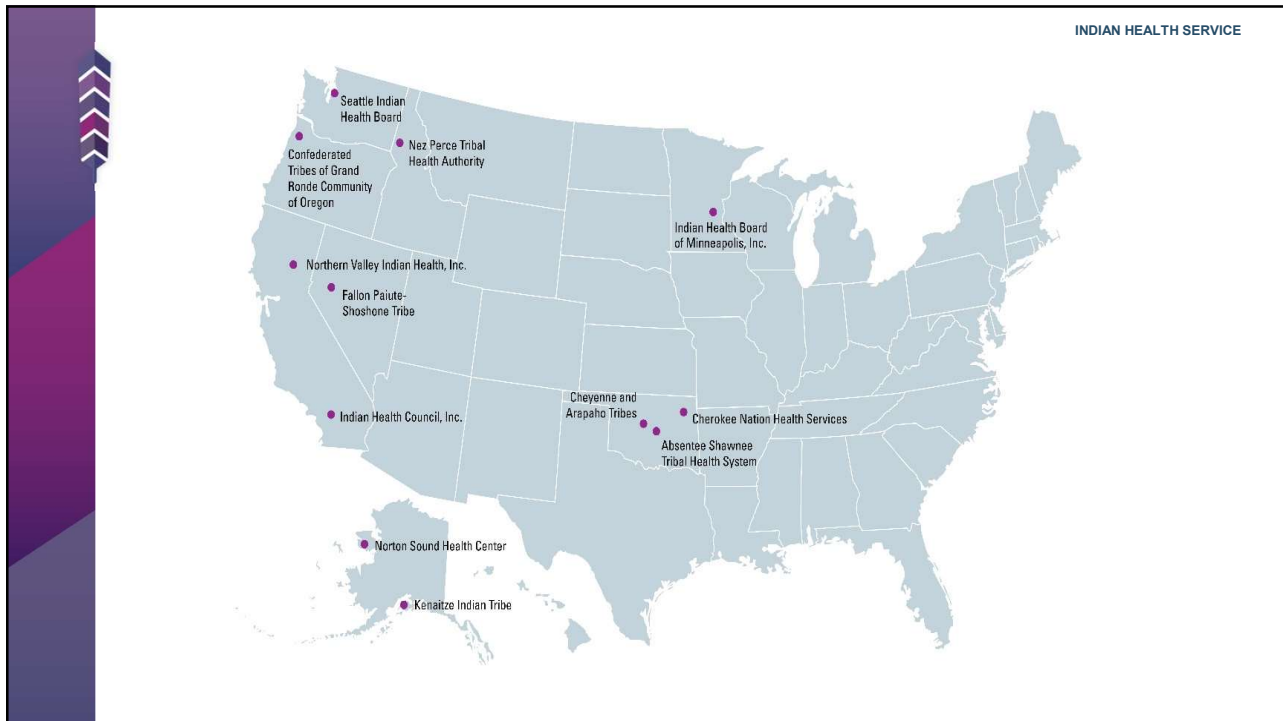 INDIAN HEALTH SERVICE
Seattle Indian
Health Board
Confederated
Tribes of Grand
Ronde Community
of Oregon
Nez Perce Tribal
Health Authority
Indian Health Board
of Minneapolis, Inc.
Northern Valley Indian Health, Inc.
Fallon Paiute-
Shoshone Tribe
Indian Health Council, Inc.
Cheyenne and
Arapaho Tribes
Cherokee Nation Health Services
Absentee Shawnee
Tribal Health System
Norton Sound Health Center
Kenaitze Indian Tribe